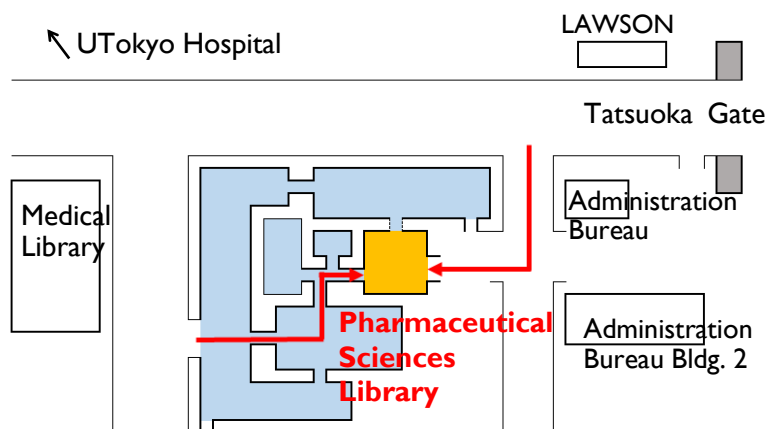 UTokyo Hospital
LAWSON
Tatsuoka Gate
Medical
Library
Administration
Bureau
Pharmaceutical
Sciences
Library
Administration
Bureau Bldg. 2